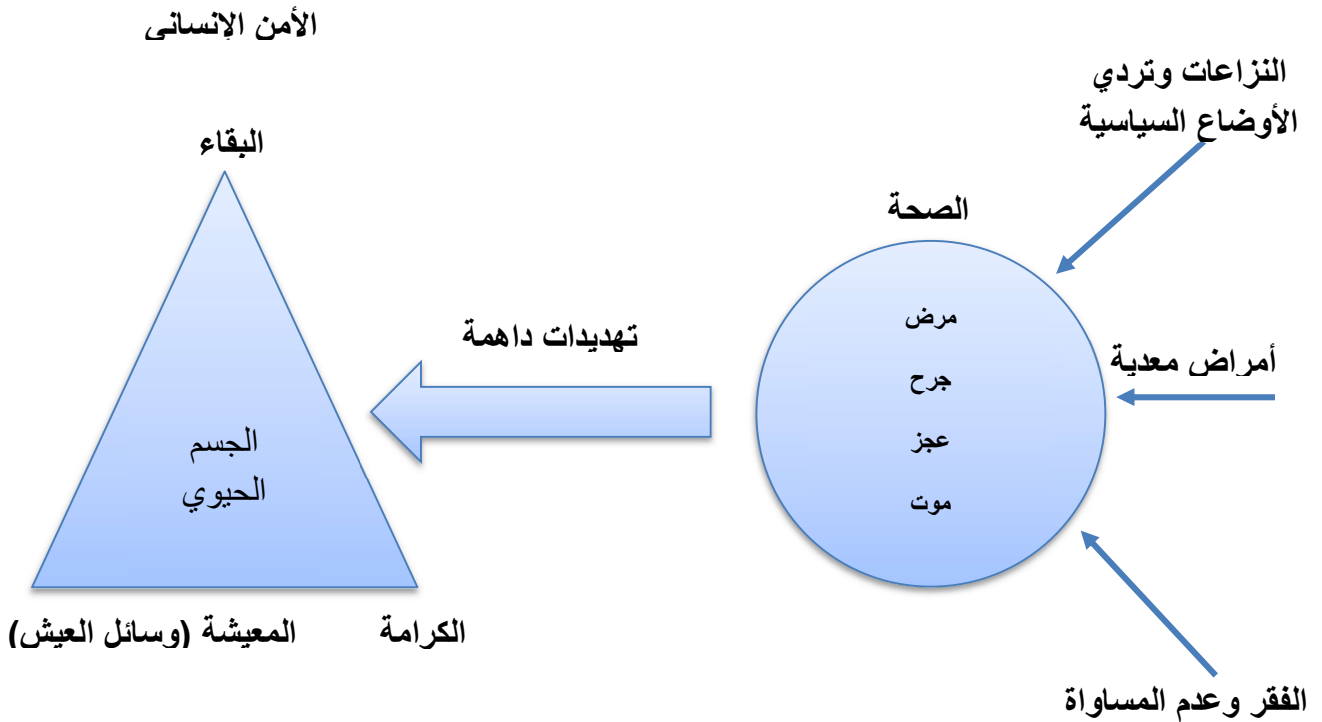 الأمن الإنساني
النزاعات وتردي
الأوضاع السياسية
البقاء
الصحة
مرض
تهديدات داهمة
أمراض معدية
جرح
الجسم
الحيوي
عجز
موت
الكرامة
المعيشة (وسائل العيش)
الفقر وعدم المساواة